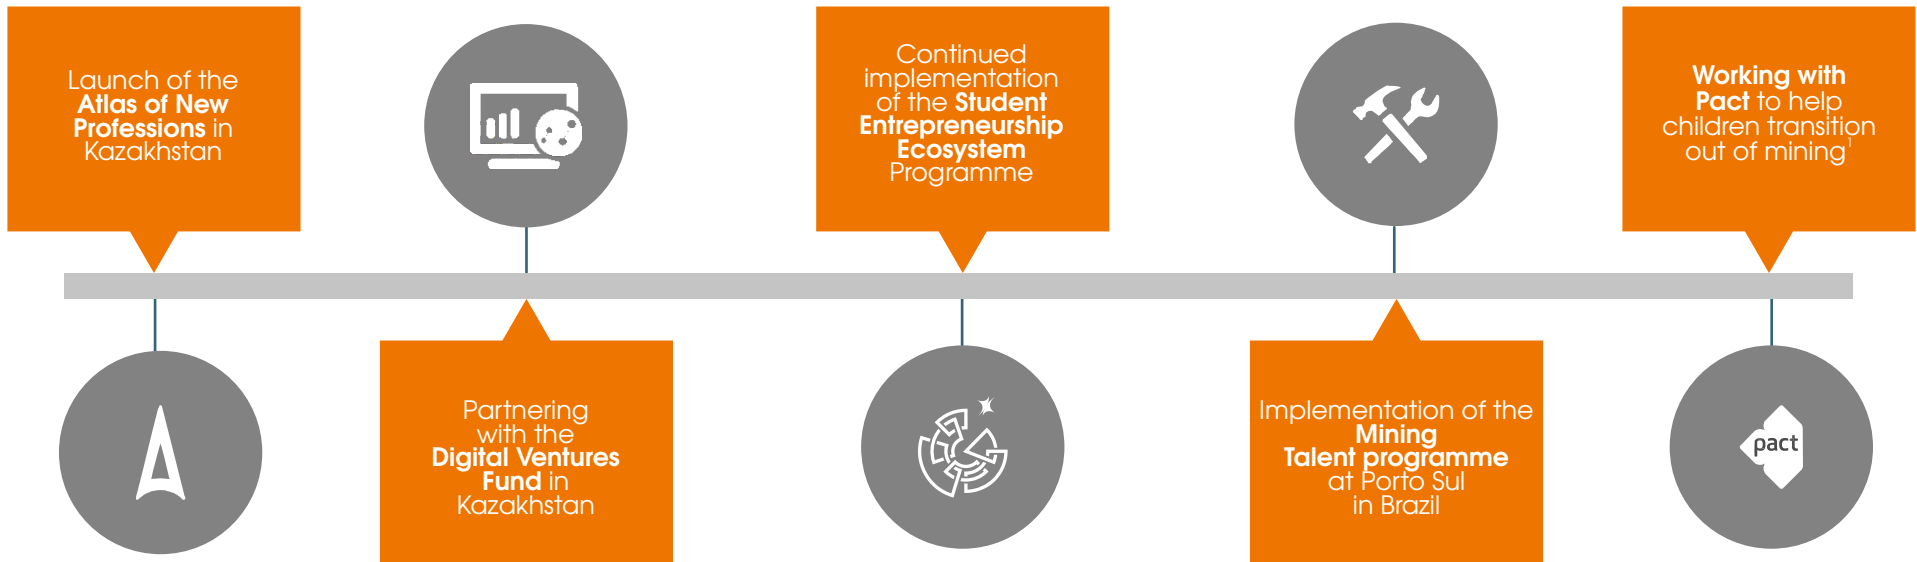 Launch of the
Atlas of New
Professions in
Kazakhstan
Partnering
with the
Digital Ventures
Fund in
Kazakhstan
Continued
implementation
of the Student
Entrepreneurship
Ecosystem
Programme
Implementation of the
Mining
Talent programme
at Porto Sul
in Brazil
Working with
Pact to help
children transition
out of mining¹
pact